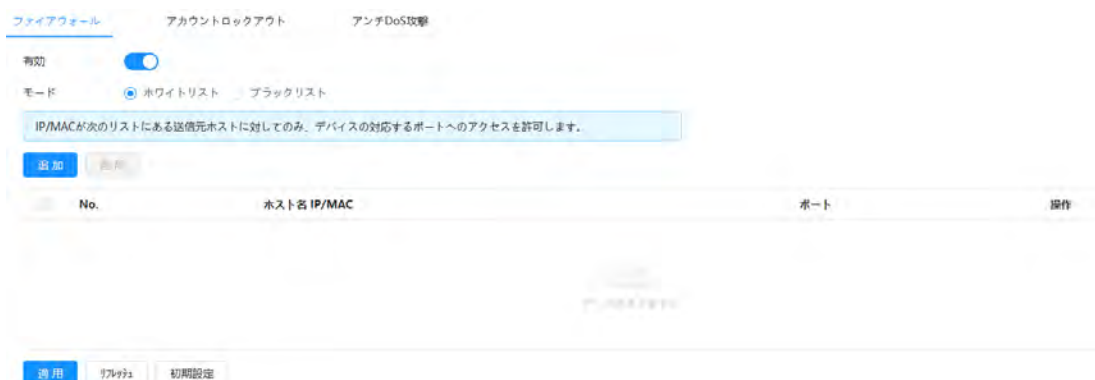 ファイアウォール アカウントロックアウト アンチDoS攻撃
有効
モード ホワイトリスト ブラックリスト
IP/MACが次のリストにある送信元ホストに対してのみ、デバイスの対応するポートへのアクセスを許可します。
追加 削除
No. ホスト名 IP/MAC ポート 操作
適用 リフレッシュ 初期設定